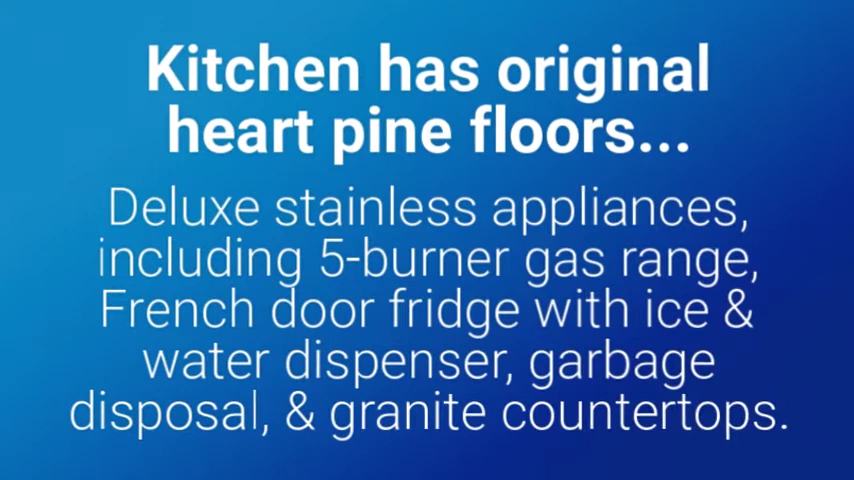 Kitchen has original
heart pine floors...
Deluxe stainless appliances,
including 5-burner gas range,
French door fridge with ice &
water dispenser, garbage
disposal, & granite countertops.